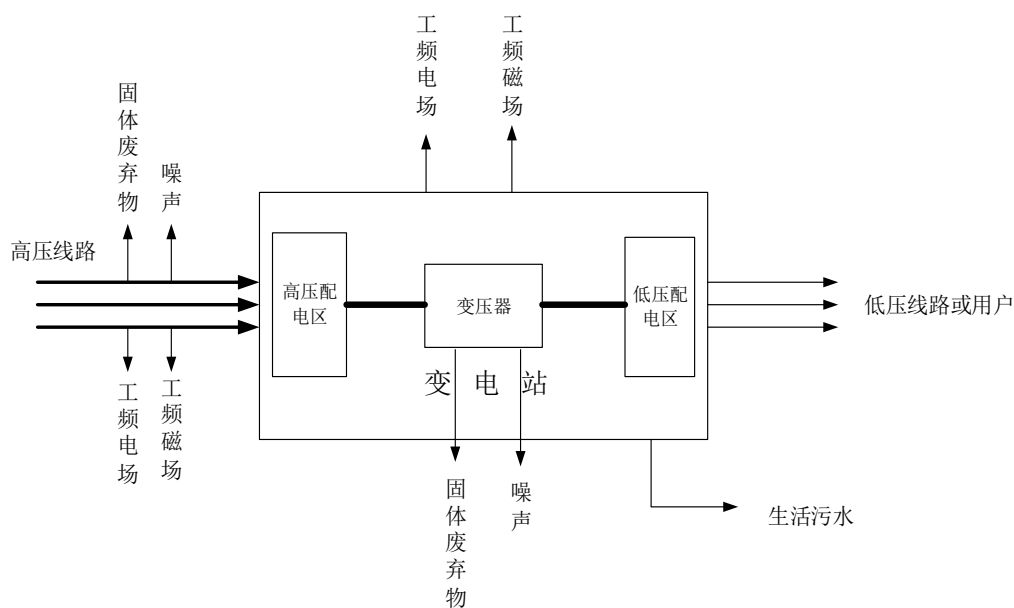 工频电场
工频磁场
固体废弃物
噪声
高压线路
高压配
电区
变压器
低压配
电区
低压线路或用户
变电站
工频电场
工频磁场
固体废弃物
噪声
生活污水